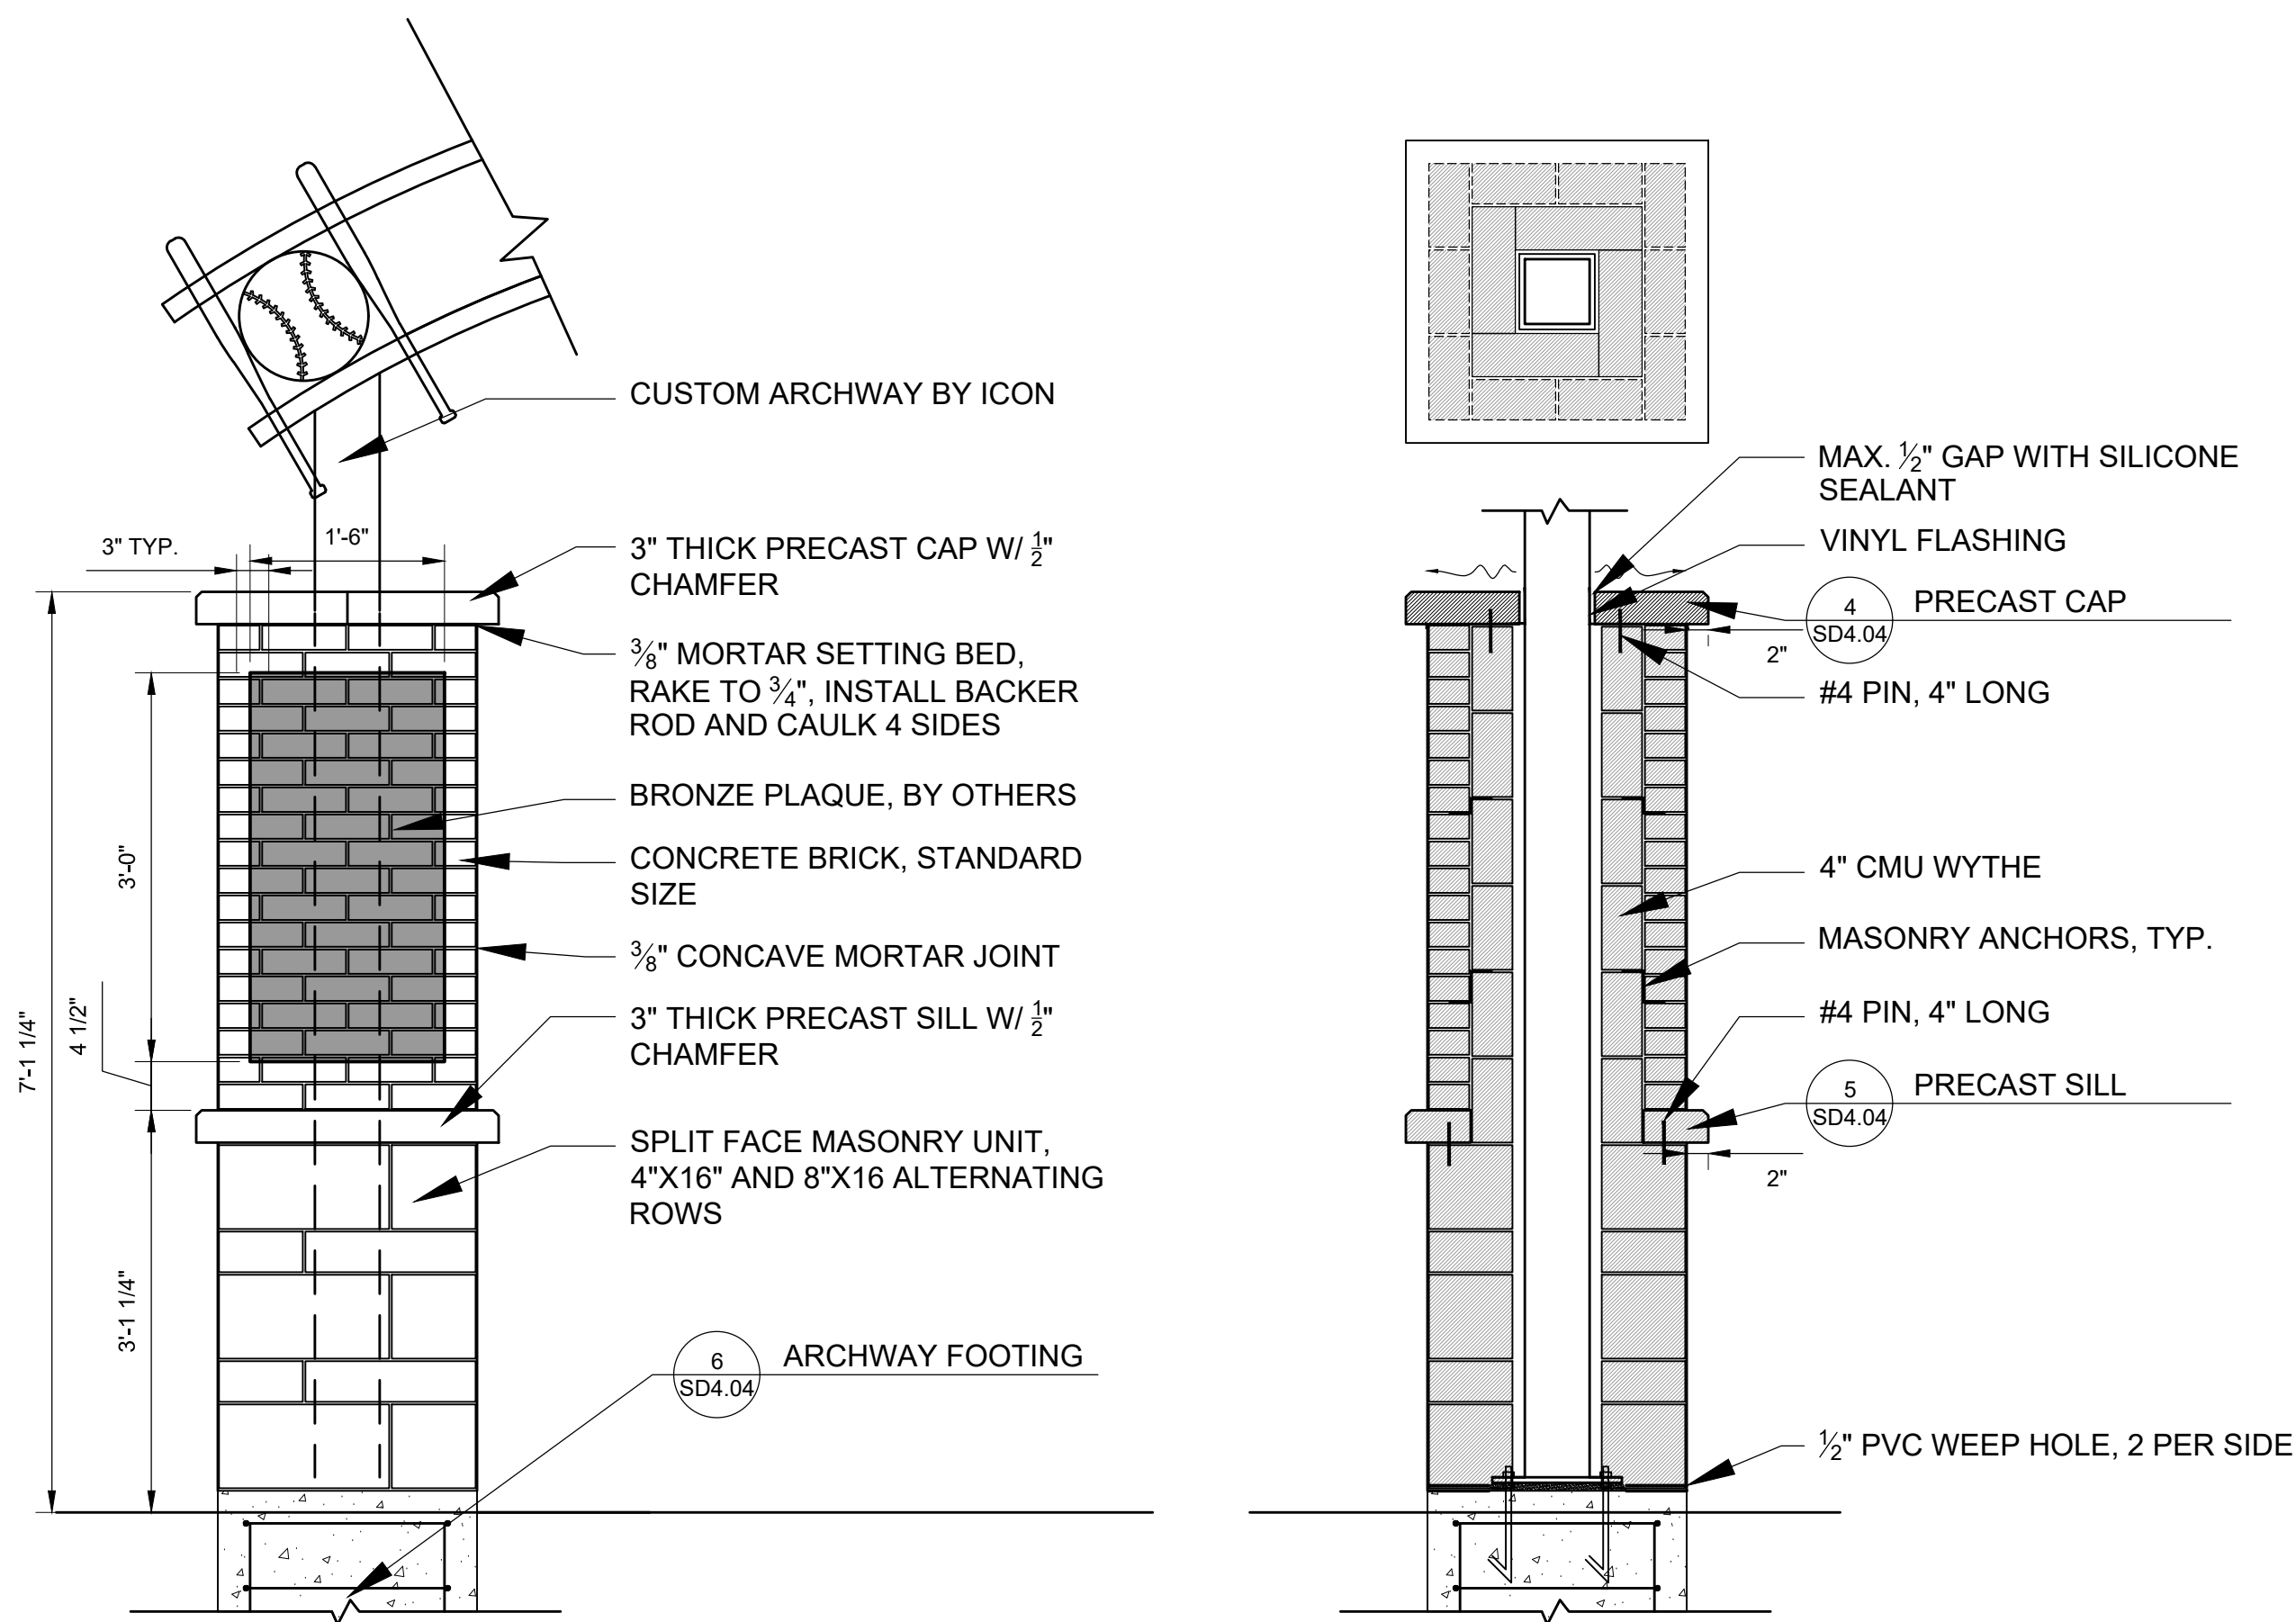 CUSTOM ARCHWAY BY ICON
3" TYP.
1'-6"
3" THICK PRECAST CAP W/ ½"
CHAMFER
⅜" MORTAR SETTING BED,
RAKE TO ¾", INSTALL BACKER
ROD AND CAULK 4 SIDES
BRONZE PLAQUE, BY OTHERS
3'-0"
CONCRETE BRICK, STANDARD
SIZE
⅜" CONCAVE MORTAR JOINT
7'-1 1/4"
4 1/2"
3" THICK PRECAST SILL W/ ½"
CHAMFER
SPLIT FACE MASONRY UNIT,
4"X16" AND 8"X16 ALTERNATING
ROWS
3'-1 1/4"
6
SD4.04
ARCHWAY FOOTING
MAX. ½" GAP WITH SILICONE
SEALANT
VINYL FLASHING
4
SD4.04
PRECAST CAP
2"
#4 PIN, 4" LONG
4" CMU WYTHE
MASONRY ANCHORS, TYP.
#4 PIN, 4" LONG
5
SD4.04
PRECAST SILL
2"
½" PVC WEEP HOLE, 2 PER SIDE